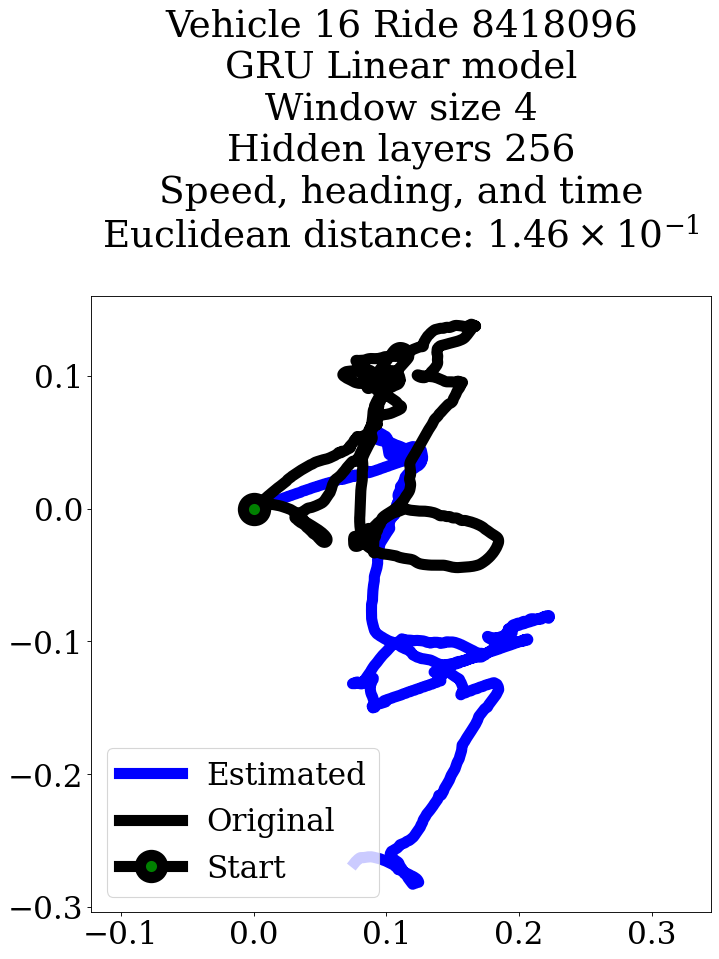 Vehicle 16 Ride 8418096
GRU Linear model
Window size 4
Hidden layers 256
Speed, heading, and time
Euclidean distance: 1.46 × 10⁻¹
0.1
0.0
−0.1
−0.2
−0.3
Estimated
Original
Start
−0.1
0.0
0.1
0.2
0.3